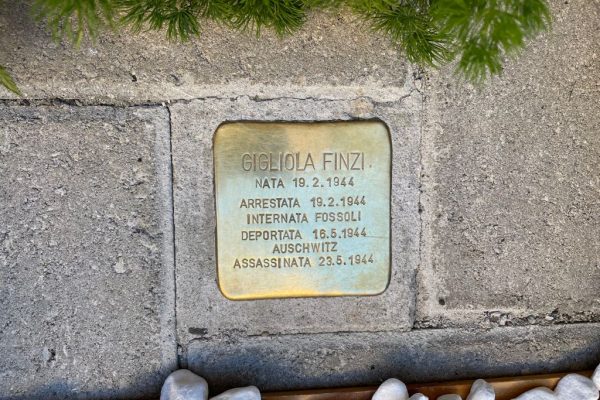 GIGLIOLA FINZI
NATA 19.2.1944
ARRESTATA 19.2.1944
INTERNATA FOSSOLI
DEPORTATA 16.5.1944
AUSCHWITZ
ASSASSINATA 23.5.1944